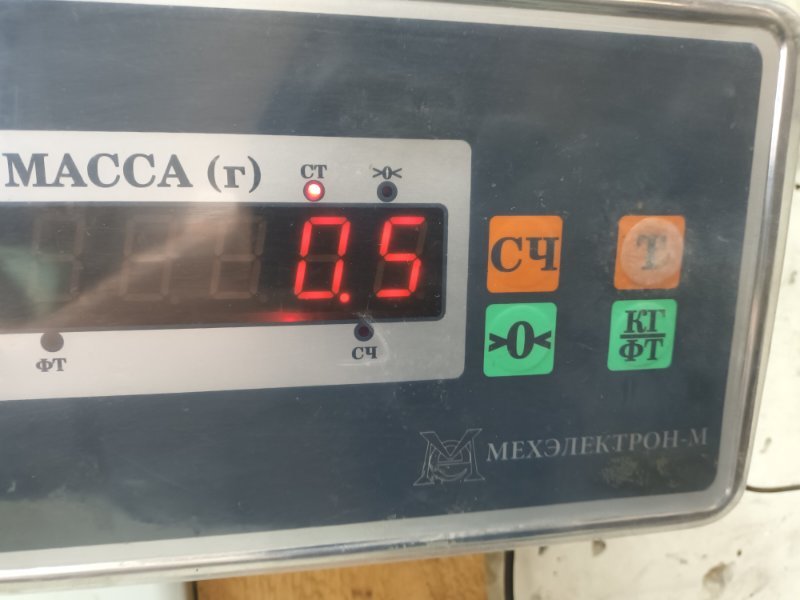 МАССА (г)
СТ
>0<
0.5
СЧ
Т
>0<
КГ
ФТ
ФТ
СЧ
МЕХЭЛЕКТРОН-М